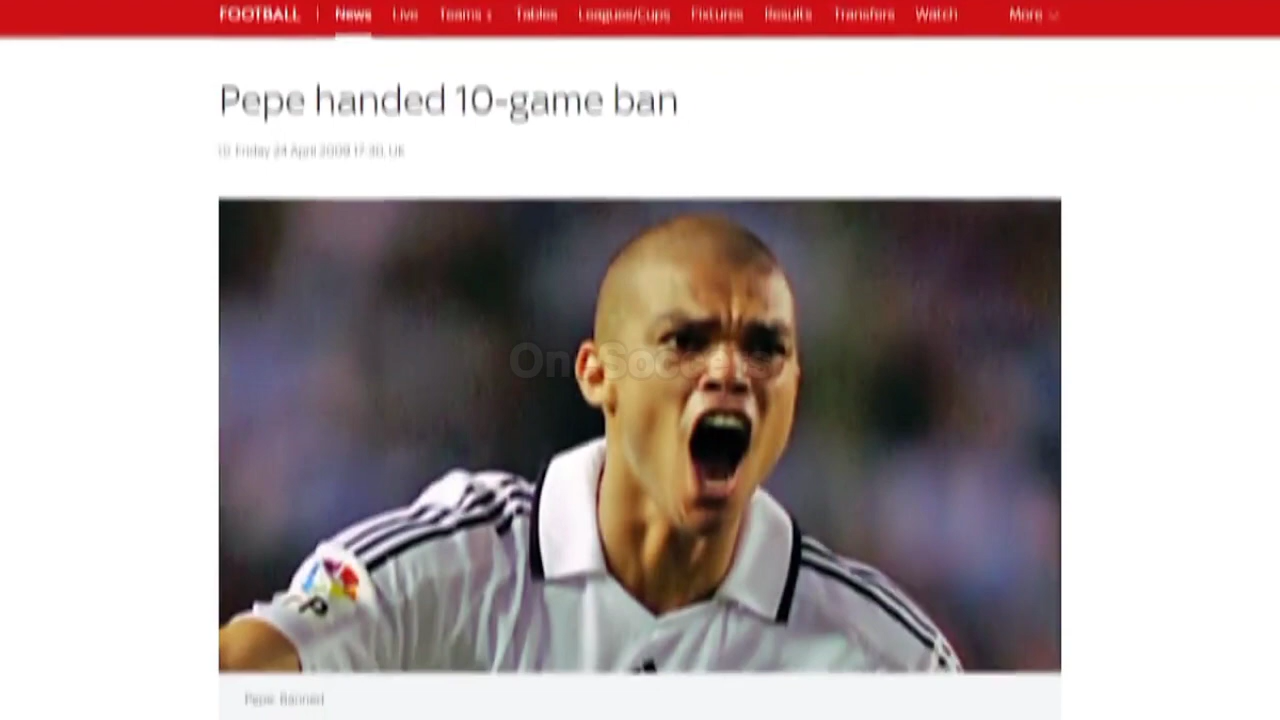 FOOTBALL | News Live Teams Tables Leagues/Cups Fixtures Results Transfers Watch More
Pepe handed 10-game ban
Friday 24 April 2009 17:30, UK
OneSoccers
P
Pepe: Banned